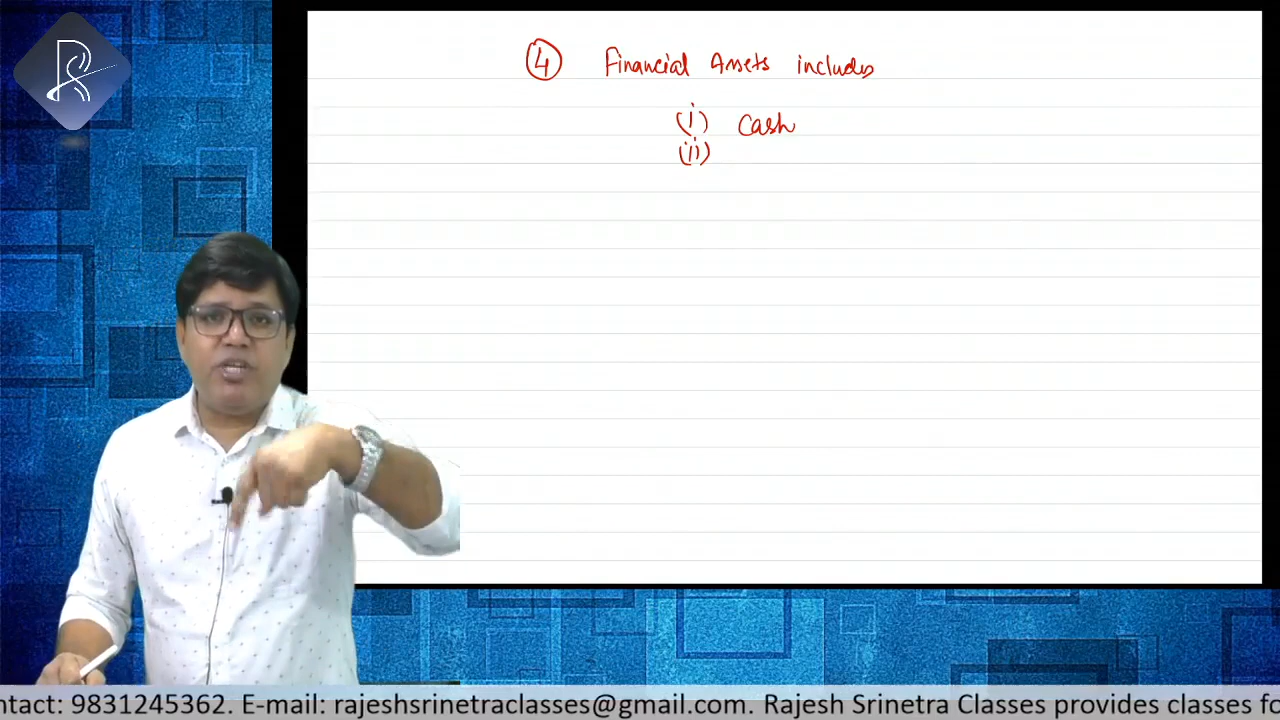 4 Financial Assets includes
(i) Cash
(ii)
ntact: 9831245362. E-mail: rajeshsrinetraclasses@gmail.com. Rajesh Srinetra Classes provides classes fo